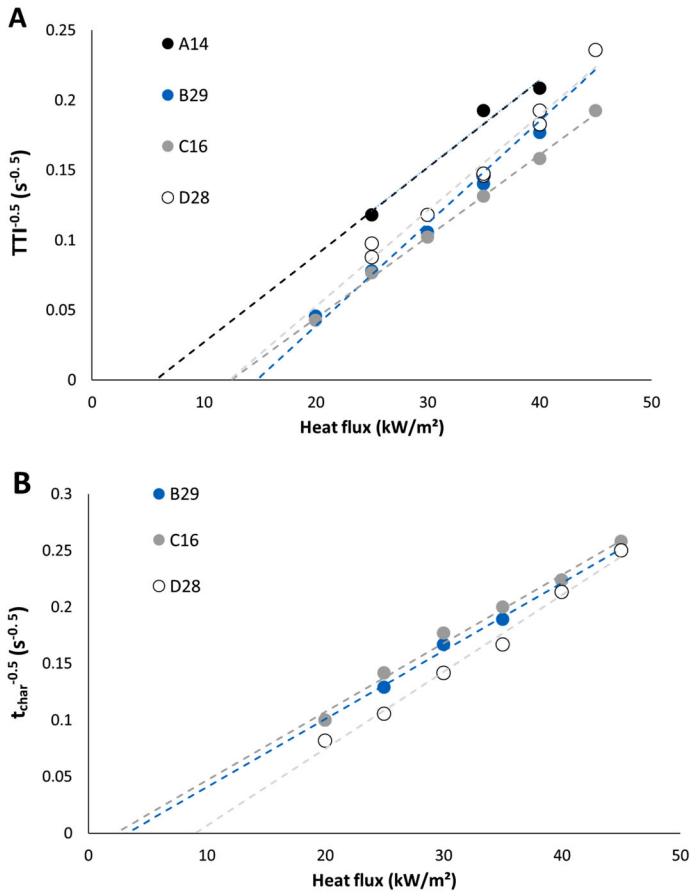 A
0.25
0.2
0.15
0.1
0.05
0
TTI⁻⁰·⁵ (s⁻⁰·⁵)
A14
B29
C16
D28
0 10 20 30 40 50
Heat flux (kW/m²)
B
0.3
0.25
0.2
0.15
0.1
0.05
0
t_char⁻⁰·⁵ (s⁻⁰·⁵)
B29
C16
D28
0 10 20 30 40 50
Heat flux (kW/m²)